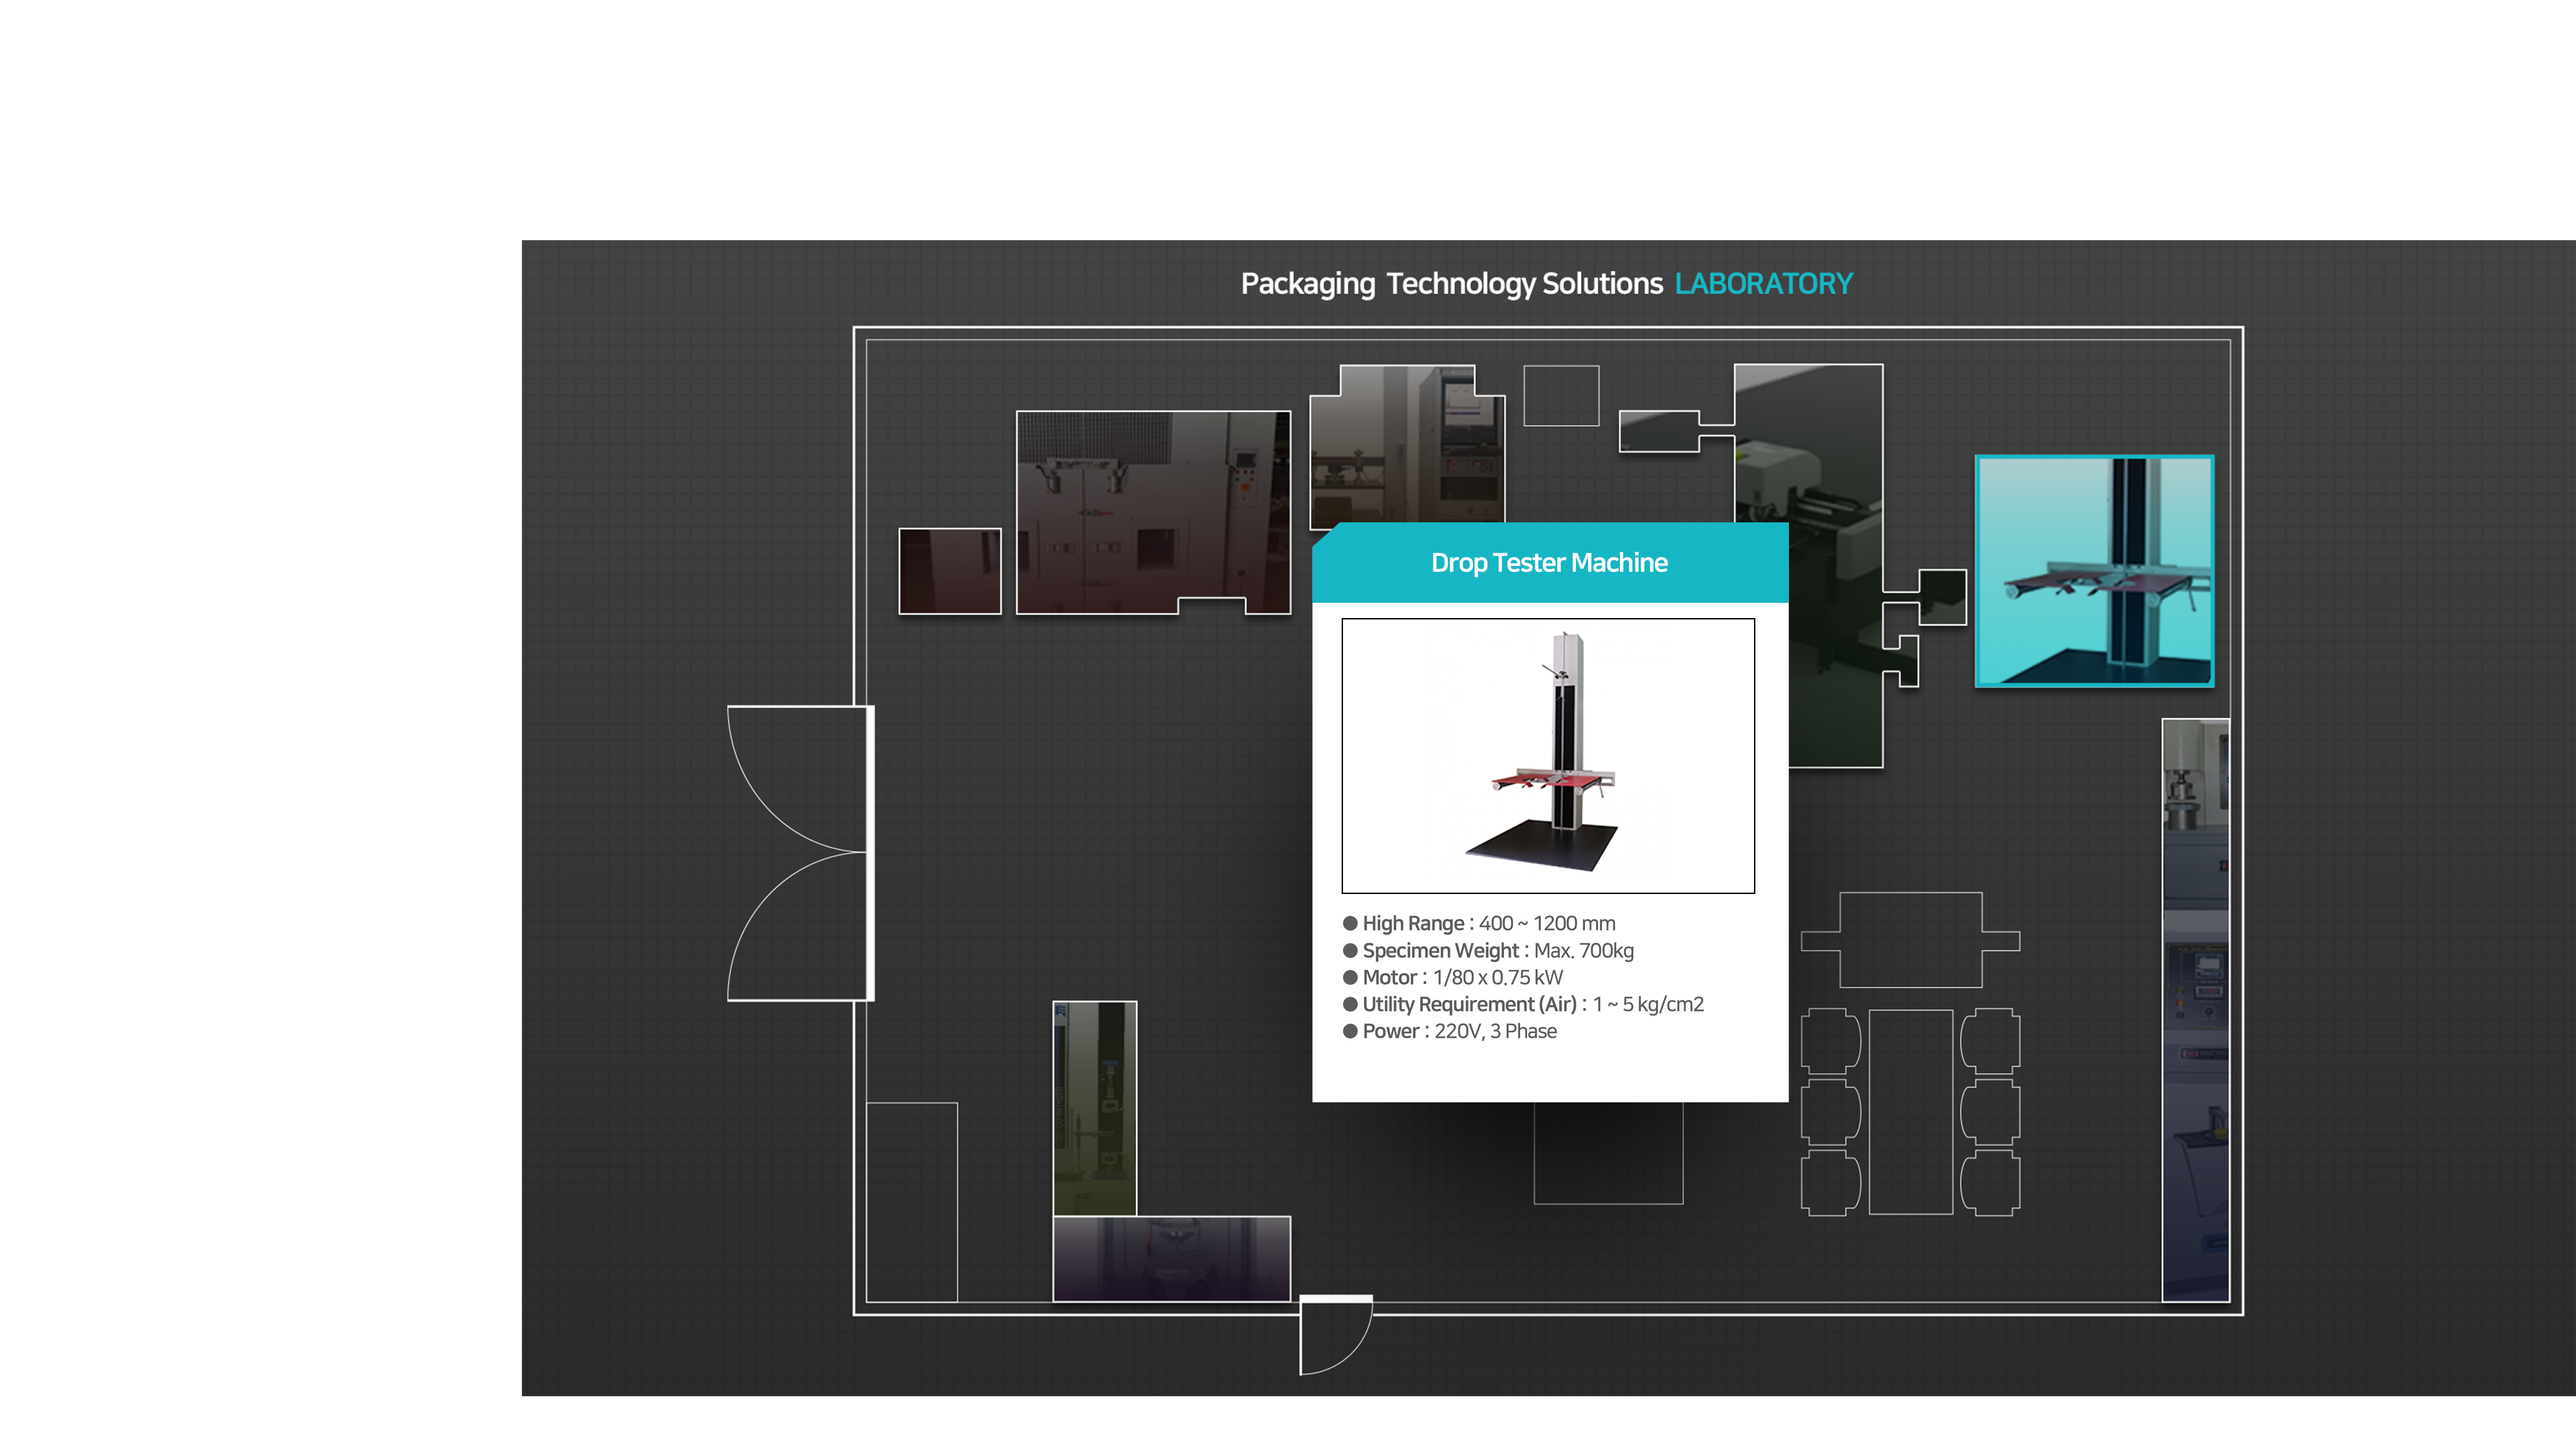 Packaging Technology Solutions LABORATORY
Drop Tester Machine
● High Range : 400 ~ 1200 mm
● Specimen Weight : Max. 700kg
● Motor : 1/80 x 0.75 kW
● Utility Requirement (Air) : 1 ~ 5 kg/cm2
● Power : 220V, 3 Phase